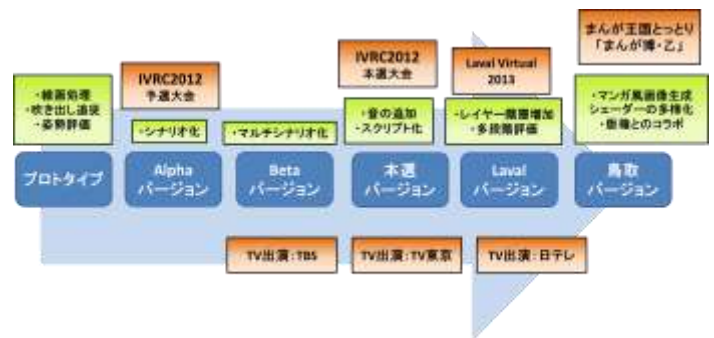 まんが王国とっとり
「まんが博・乙」
IVRC2012
予選大会
IVRC2012
本選大会
Laval Virtual
2013
・線画処理
・吹き出し追従
・姿勢評価
・シナリオ化
・マルチシナリオ化
・音の追加
・スクリプト化
・レイヤー階層増加
・多段階評価
・マンガ風画像生成
シェーダーの多様化
とのコラボ
プロトタイプ
Alpha
バージョン
Beta
バージョン
本選
バージョン
Laval
バージョン
鳥取
バージョン
TV出演：TBS
TV出演：TV東京
TV出演：日テレ